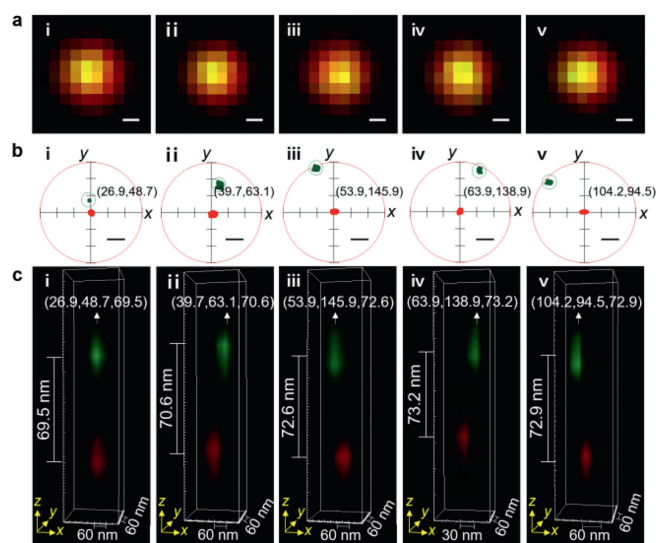 a
i
ii
iii
iv
v
b
i
y
x
(26.9,48.7)
ii
y
x
(39.7,63.1)
iii
y
x
(53.9,145.9)
iv
y
x
(63.9,138.9)
v
y
x
(104.2,94.5)
c
i
(26.9,48.7,69.5)
69.5 nm
z
y
x
60 nm
60 nm
ii
(39.7,63.1,70.6)
70.6 nm
z
y
x
60 nm
60 nm
iii
(53.9,145.9,72.6)
72.6 nm
z
y
x
60 nm
60 nm
iv
(63.9,138.9,73.2)
73.2 nm
z
y
x
30 nm
60 nm
v
(104.2,94.5,72.9)
72.9 nm
z
y
x
60 nm
60 nm